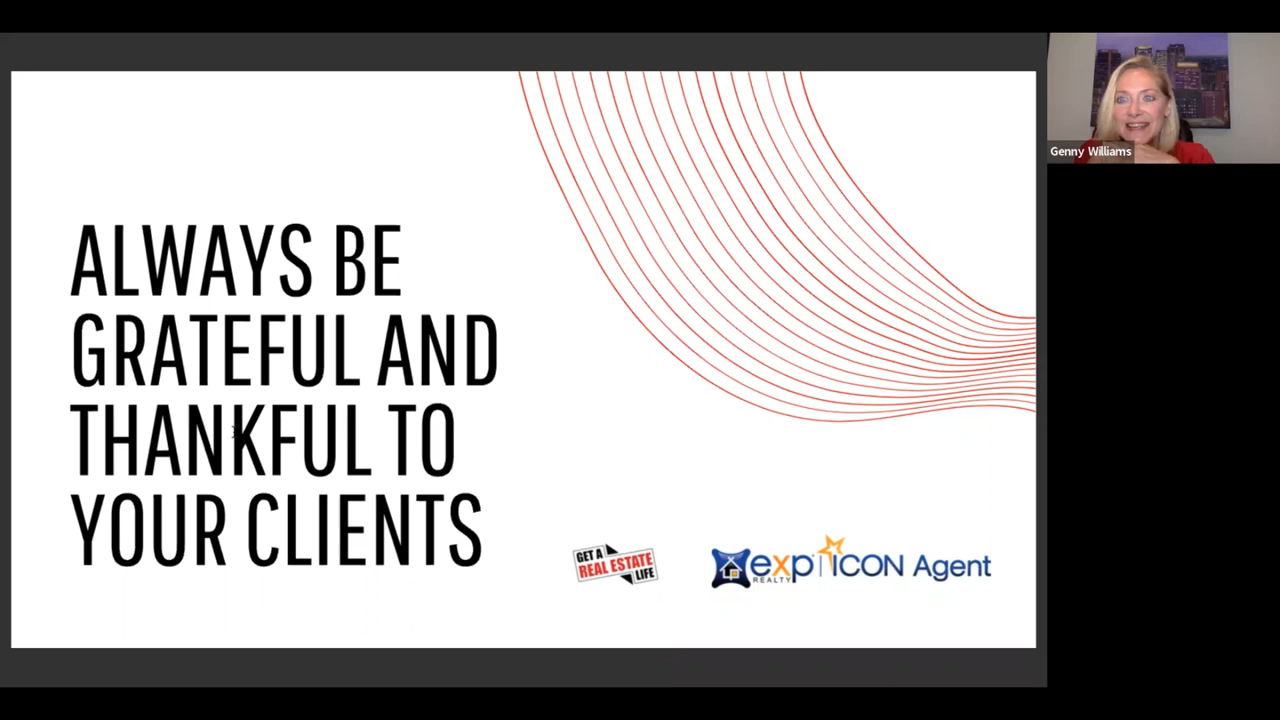 Genny Williams
ALWAYS BE
GRATEFUL AND
THANKFUL TO
YOUR CLIENTS
GET A
REAL ESTATE
LIFE
exp ICON Agent
REALTY